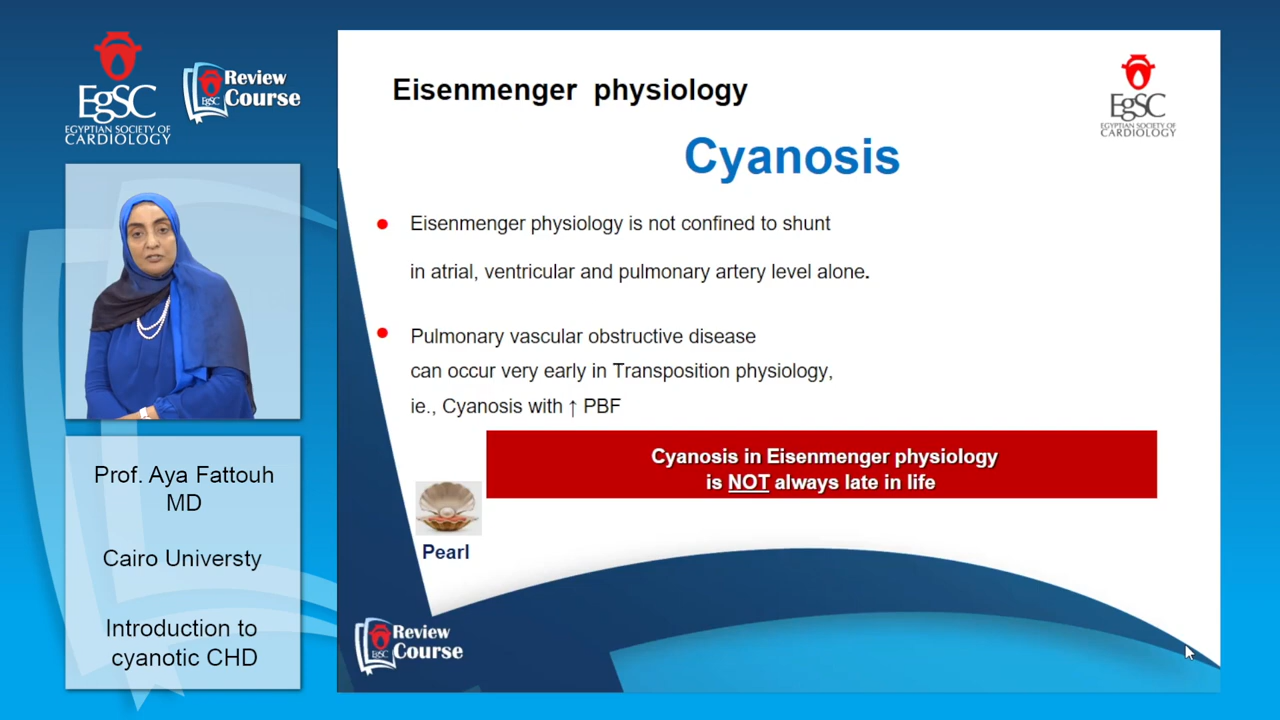 EgSC
EGYPTIAN SOCIETY OF
CARDIOLOGY
EgSC
Review
Course
Prof. Aya Fattouh
MD
Cairo Universty
Introduction to
cyanotic CHD
Eisenmenger physiology
EgSC
EGYPTIAN SOCIETY OF
CARDIOLOGY
Cyanosis
Eisenmenger physiology is not confined to shunt
in atrial, ventricular and pulmonary artery level alone.
Pulmonary vascular obstructive disease
can occur very early in Transposition physiology,
ie., Cyanosis with ↑ PBF
Cyanosis in Eisenmenger physiology
is NOT always late in life
Pearl
EgSC
Review
Course